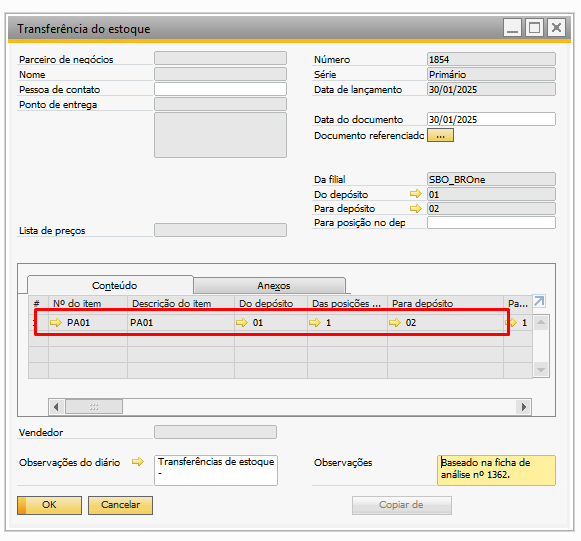 Transferência do estoque
Parceiro de negócios
Nome
Pessoa de contato
Ponto de entrega
Lista de preços
Número 1854
Série Primário
Data de lançamento 30/01/2025
Data do documento 30/01/2025
Documento referenciado ...
Da filial SBO_BROne
Do depósito 01
Para depósito 02
Para posição no dep
Conteúdo Anexos
# Nº do item Descrição do item Do depósito Das posições ... Para depósito Pa...
PA01 PA01 01 1 02 1
Vendedor
Observações do diário Transferências de estoque
-
Observações Baseado na ficha de
análise nº 1362.
OK Cancelar Copiar de